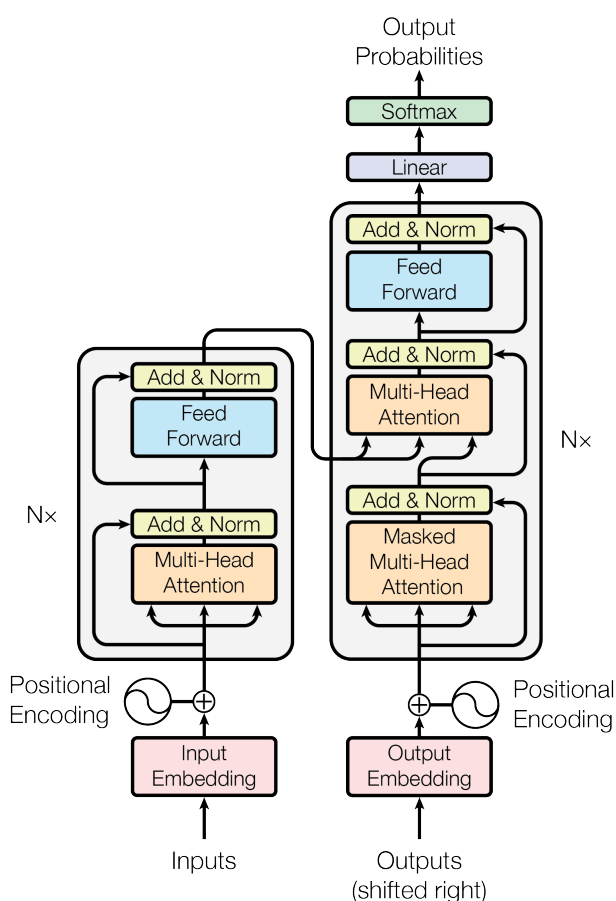 Output
Probabilities
Softmax
Linear
Add & Norm
Feed
Forward
Add & Norm
Multi-Head
Attention
Add & Norm
Masked
Multi-Head
Attention
N×
Add & Norm
Feed
Forward
Add & Norm
Multi-Head
Attention
N×
Positional
Encoding
Positional
Encoding
Input
Embedding
Output
Embedding
Inputs
Outputs
(shifted right)